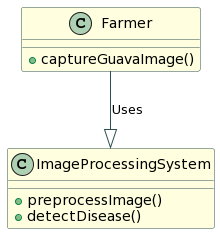 C Farmer
captureGuavaImage()
Uses
C ImageProcessingSystem
preprocessImage()
detectDisease()